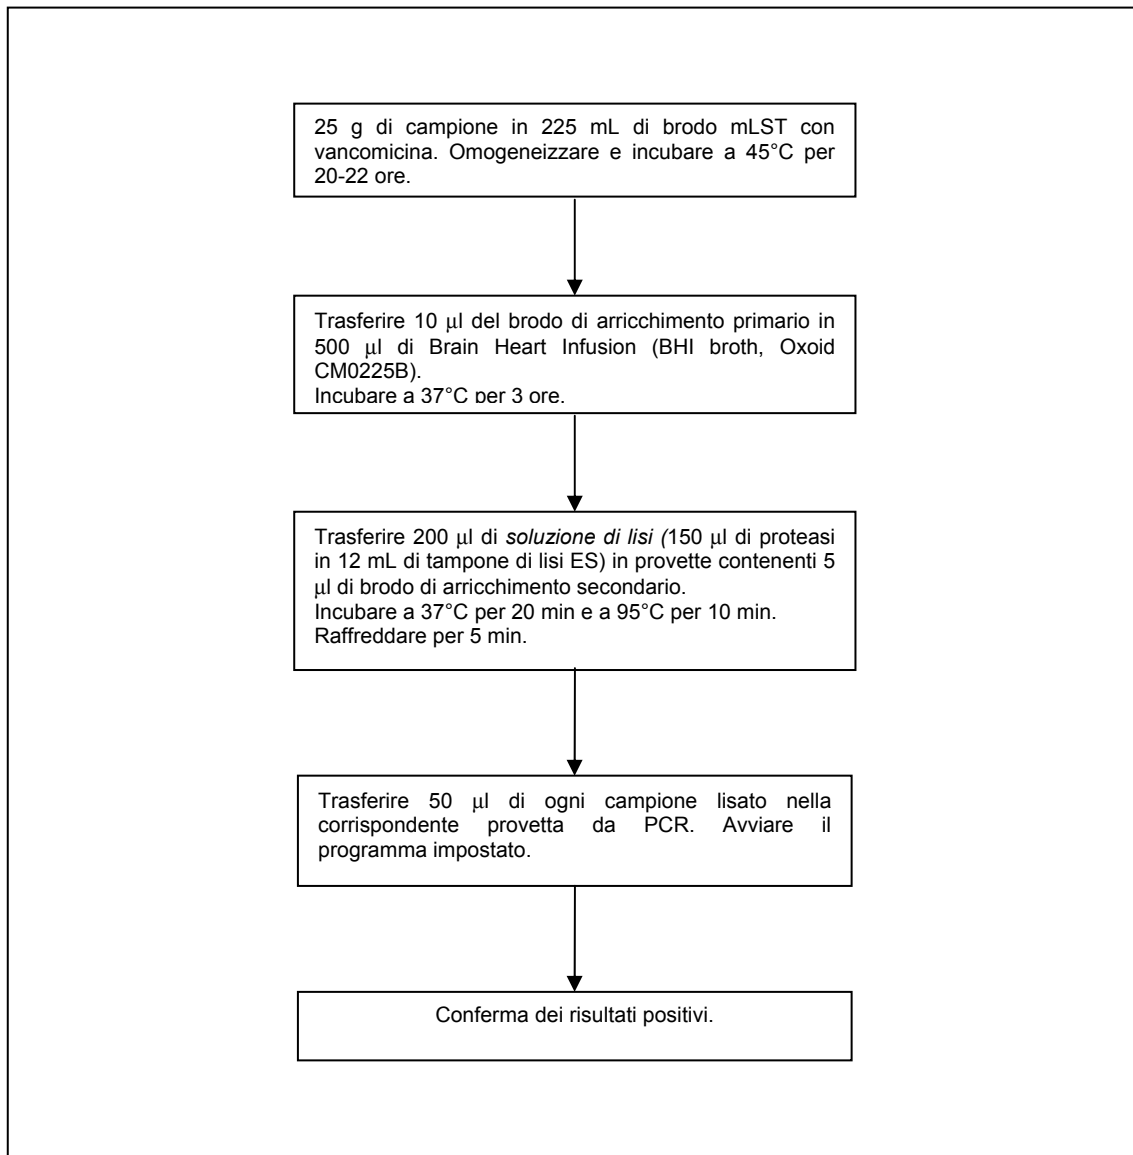 25 g di campione in 225 mL di brodo mLST con
vancomicina. Omogeneizzare e incubare a 45°C per
20-22 ore.
Trasferire 10 µl del brodo di arricchimento primario in
500 µl di Brain Heart Infusion (BHI broth, Oxoid
CM0225B).
Incubare a 37°C per 3 ore.
Trasferire 200 µl di soluzione di lisi (150 µl di proteasi
in 12 mL di tampone di lisi ES) in provette contenenti 5
µl di brodo di arricchimento secondario.
Incubare a 37°C per 20 min e a 95°C per 10 min.
Raffreddare per 5 min.
Trasferire 50 µl di ogni campione lisato nella
corrispondente provetta da PCR. Avviare il
programma impostato.
Conferma dei risultati positivi.